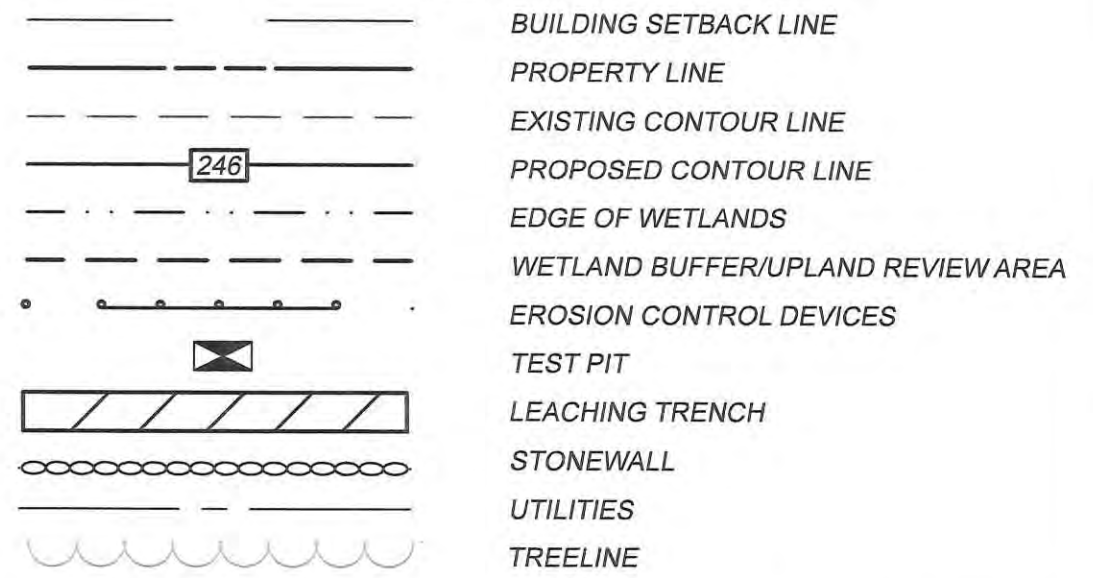 BUILDING SETBACK LINE
PROPERTY LINE
EXISTING CONTOUR LINE
246 PROPOSED CONTOUR LINE
EDGE OF WETLANDS
WETLAND BUFFER/UPLAND REVIEW AREA
EROSION CONTROL DEVICES
TEST PIT
LEACHING TRENCH
STONEWALL
UTILITIES
TREELINE